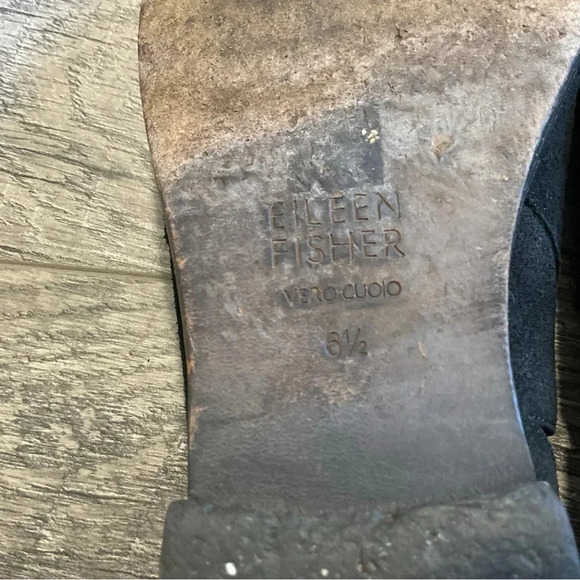 EILEEN
FISHER
VERO CUOIO
6½